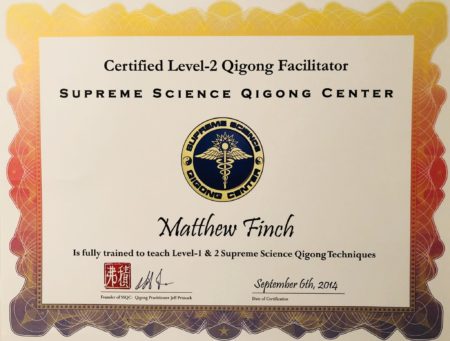 Certified Level-2 Qigong Facilitator
SUPREME SCIENCE QIGONG CENTER
SUPREME SCIENCE
QIGONG CENTER
Matthew Finch
Is fully trained to teach Level-1 & 2 Supreme Science Qigong Techniques
September 6th, 2014
Founder of SSQC- Qigong Practitioner Jeff Primack
Date of Certification